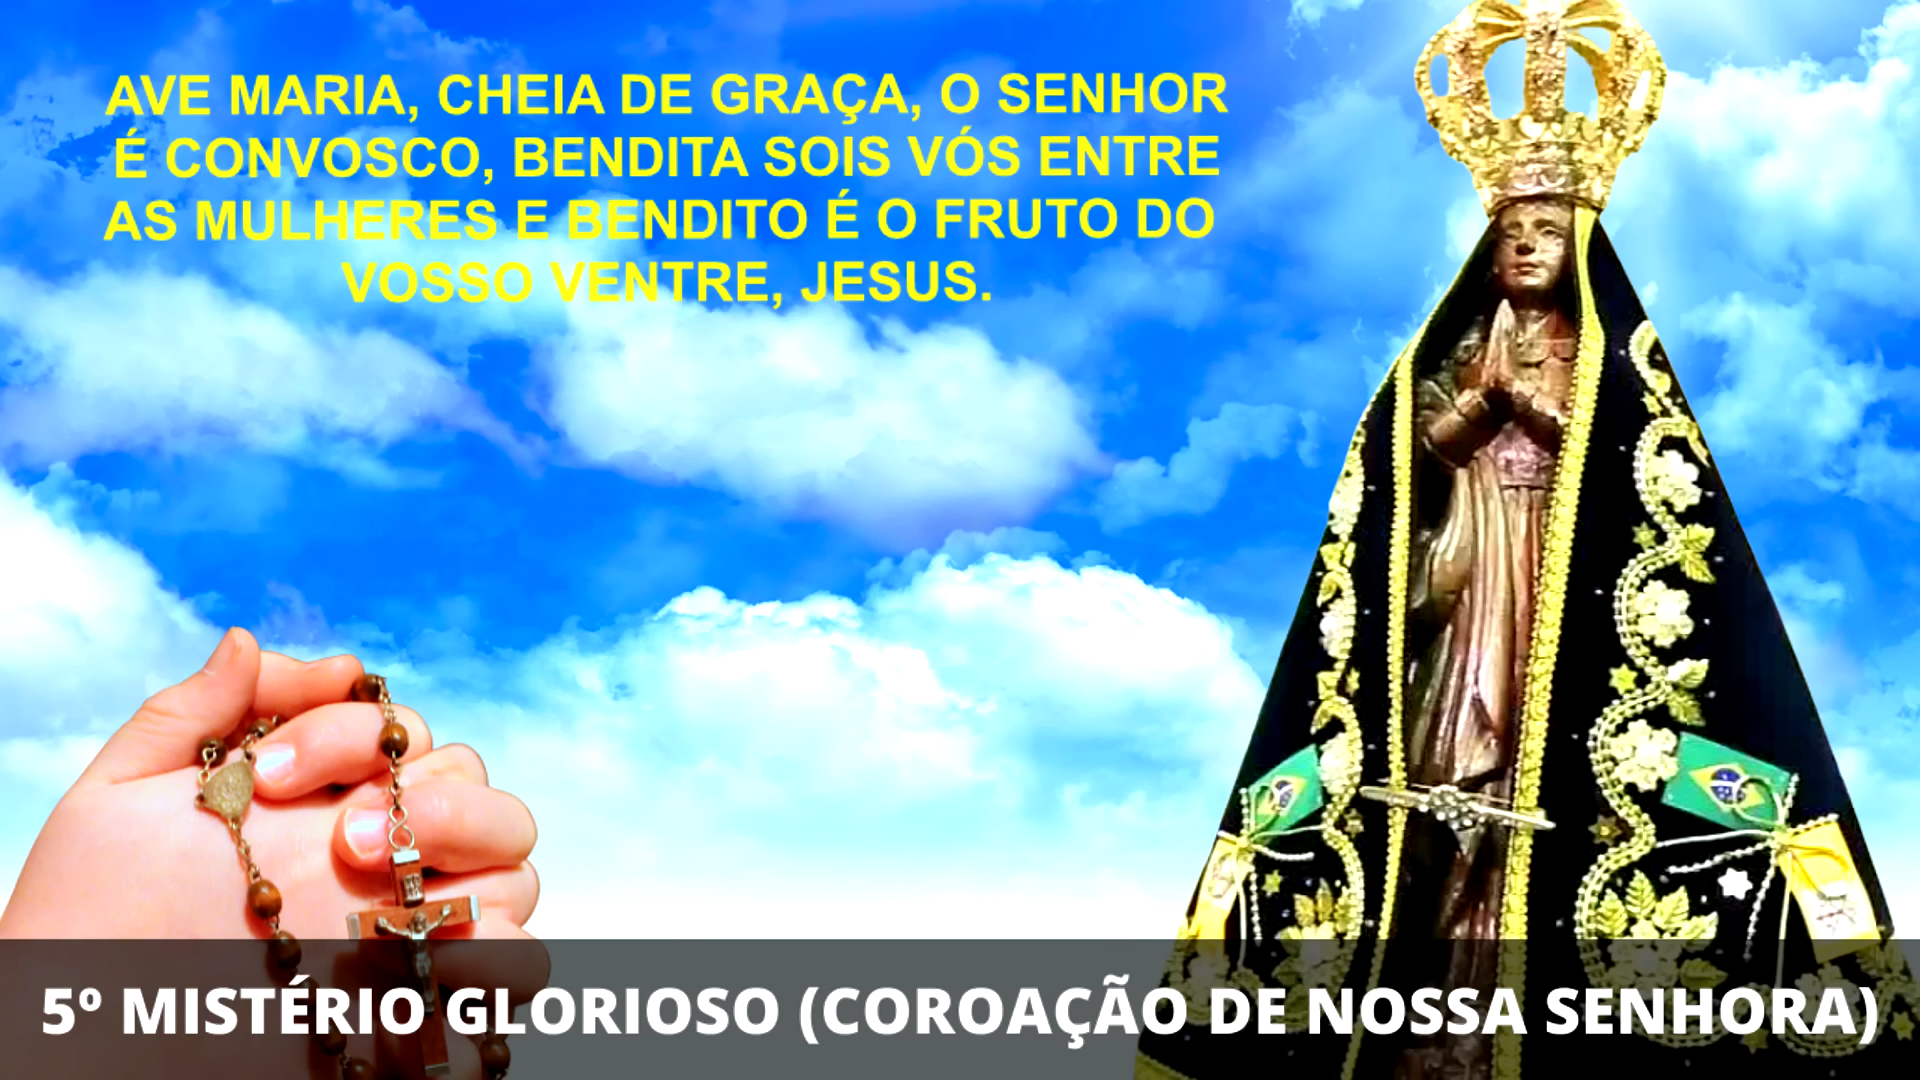 AVE MARIA, CHEIA DE GRAÇA, O SENHOR
É CONVOSCO, BENDITA SOIS VÓS ENTRE
AS MULHERES E BENDITO É O FRUTO DO
VOSSO VENTRE, JESUS.
5º MISTÉRIO GLORIOSO (COROAÇÃO DE NOSSA SENHORA)